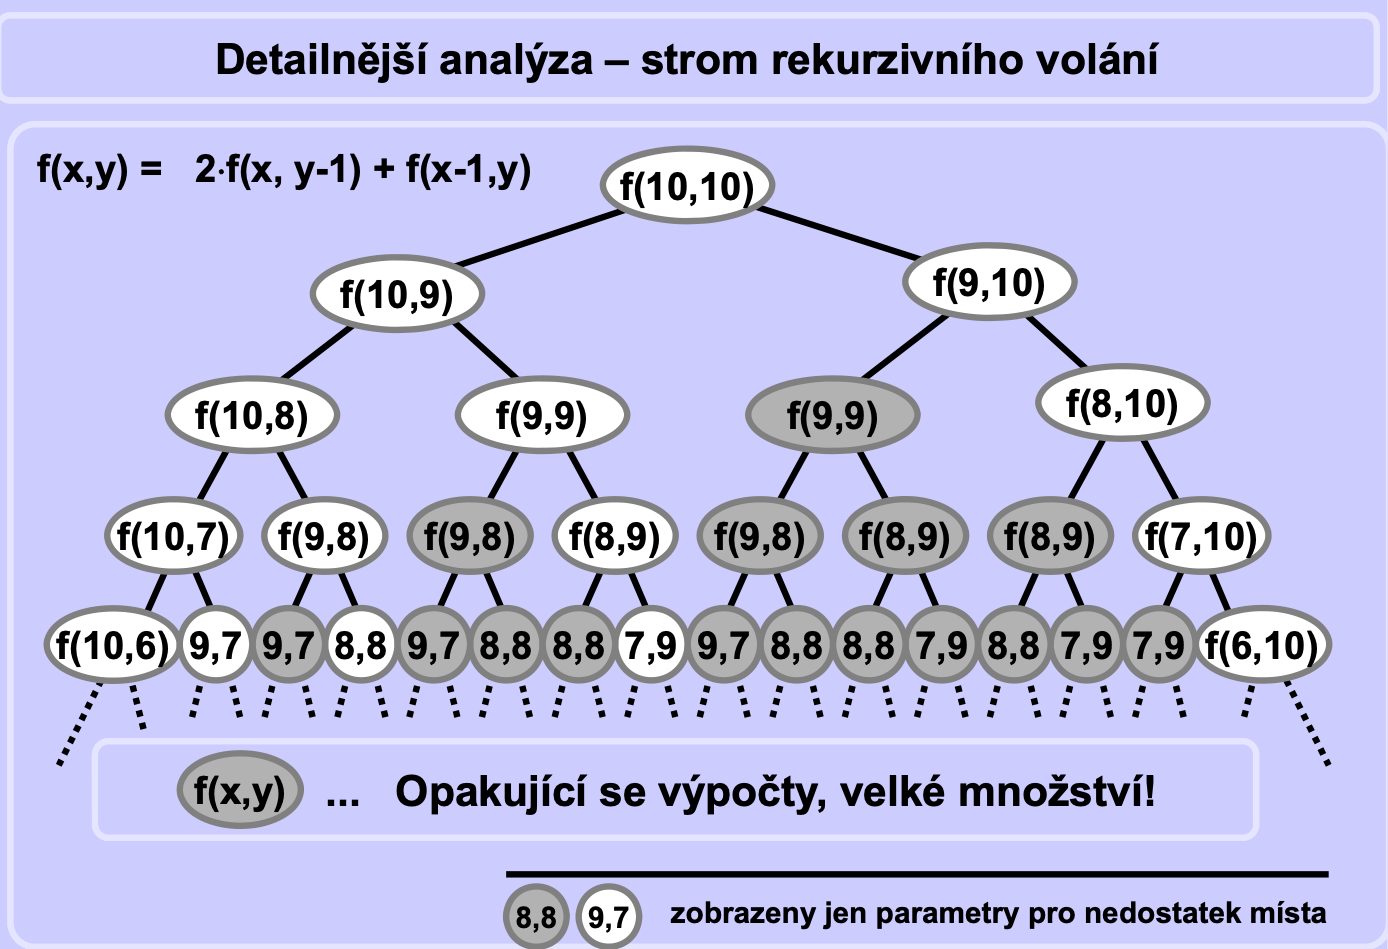 Detailnější analýza – strom rekurzivního volání
f(x,y) = 2·f(x, y-1) + f(x-1,y)
f(10,10)
f(10,9) f(9,10)
f(10,8) f(9,9) f(9,9) f(8,10)
f(10,7) f(9,8) f(9,8) f(8,9) f(9,8) f(8,9) f(8,9) f(7,10)
f(10,6) 9,7 9,7 8,8 9,7 8,8 8,8 7,9 9,7 8,8 8,8 7,9 8,8 7,9 7,9 f(6,10)
f(x,y) ... Opakující se výpočty, velké množství!
8,8 9,7 zobrazeny jen parametry pro nedostatek místa